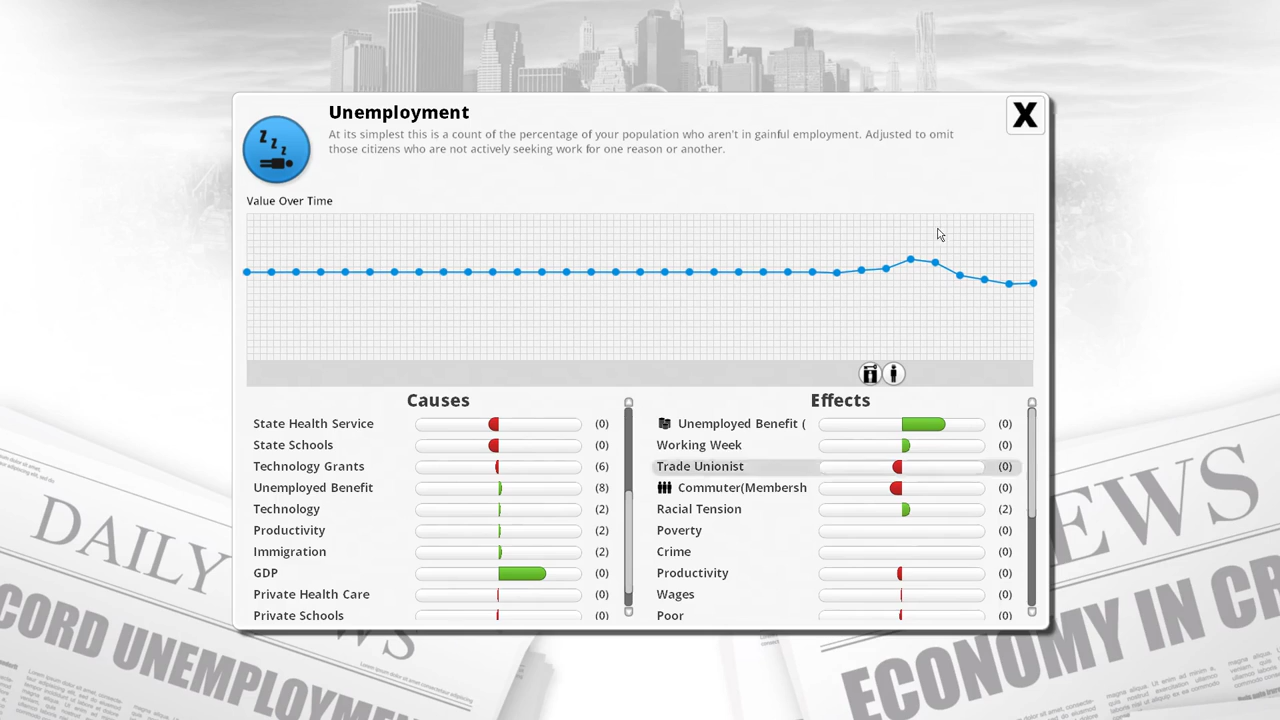 Unemployment
X
At its simplest this is a count of the percentage of your population who aren't in gainful employment. Adjusted to omit
those citizens who are not actively seeking work for one reason or another.
Value Over Time
Causes
State Health Service (0)
State Schools (0)
Technology Grants (6)
Unemployed Benefit (8)
Technology (2)
Productivity (2)
Immigration (2)
GDP (0)
Private Health Care (0)
Private Schools (0)
Effects
Unemployed Benefit ( (0)
Working Week (0)
Trade Unionist (0)
Commuter(Membersh (0)
Racial Tension (2)
Poverty (0)
Crime (0)
Productivity (0)
Wages (0)
Poor (0)
DAILY
CORD UNEMPLOYME
EWS
ECONOMY IN CR